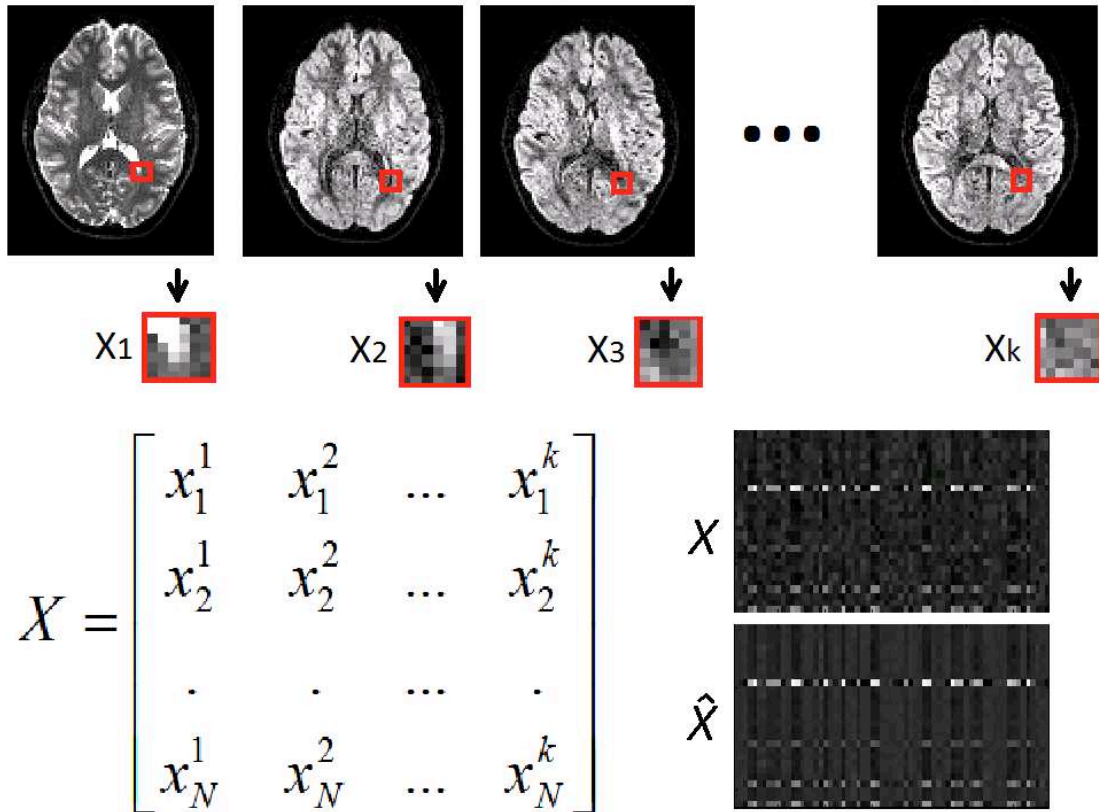 •••
X1 X2 X3 Xk
X = [ x_1^1 x_1^2 ... x_1^k
x_2^1 x_2^2 ... x_2^k
. . ... .
x_N^1 x_N^2 ... x_N^k ]
X
X̂